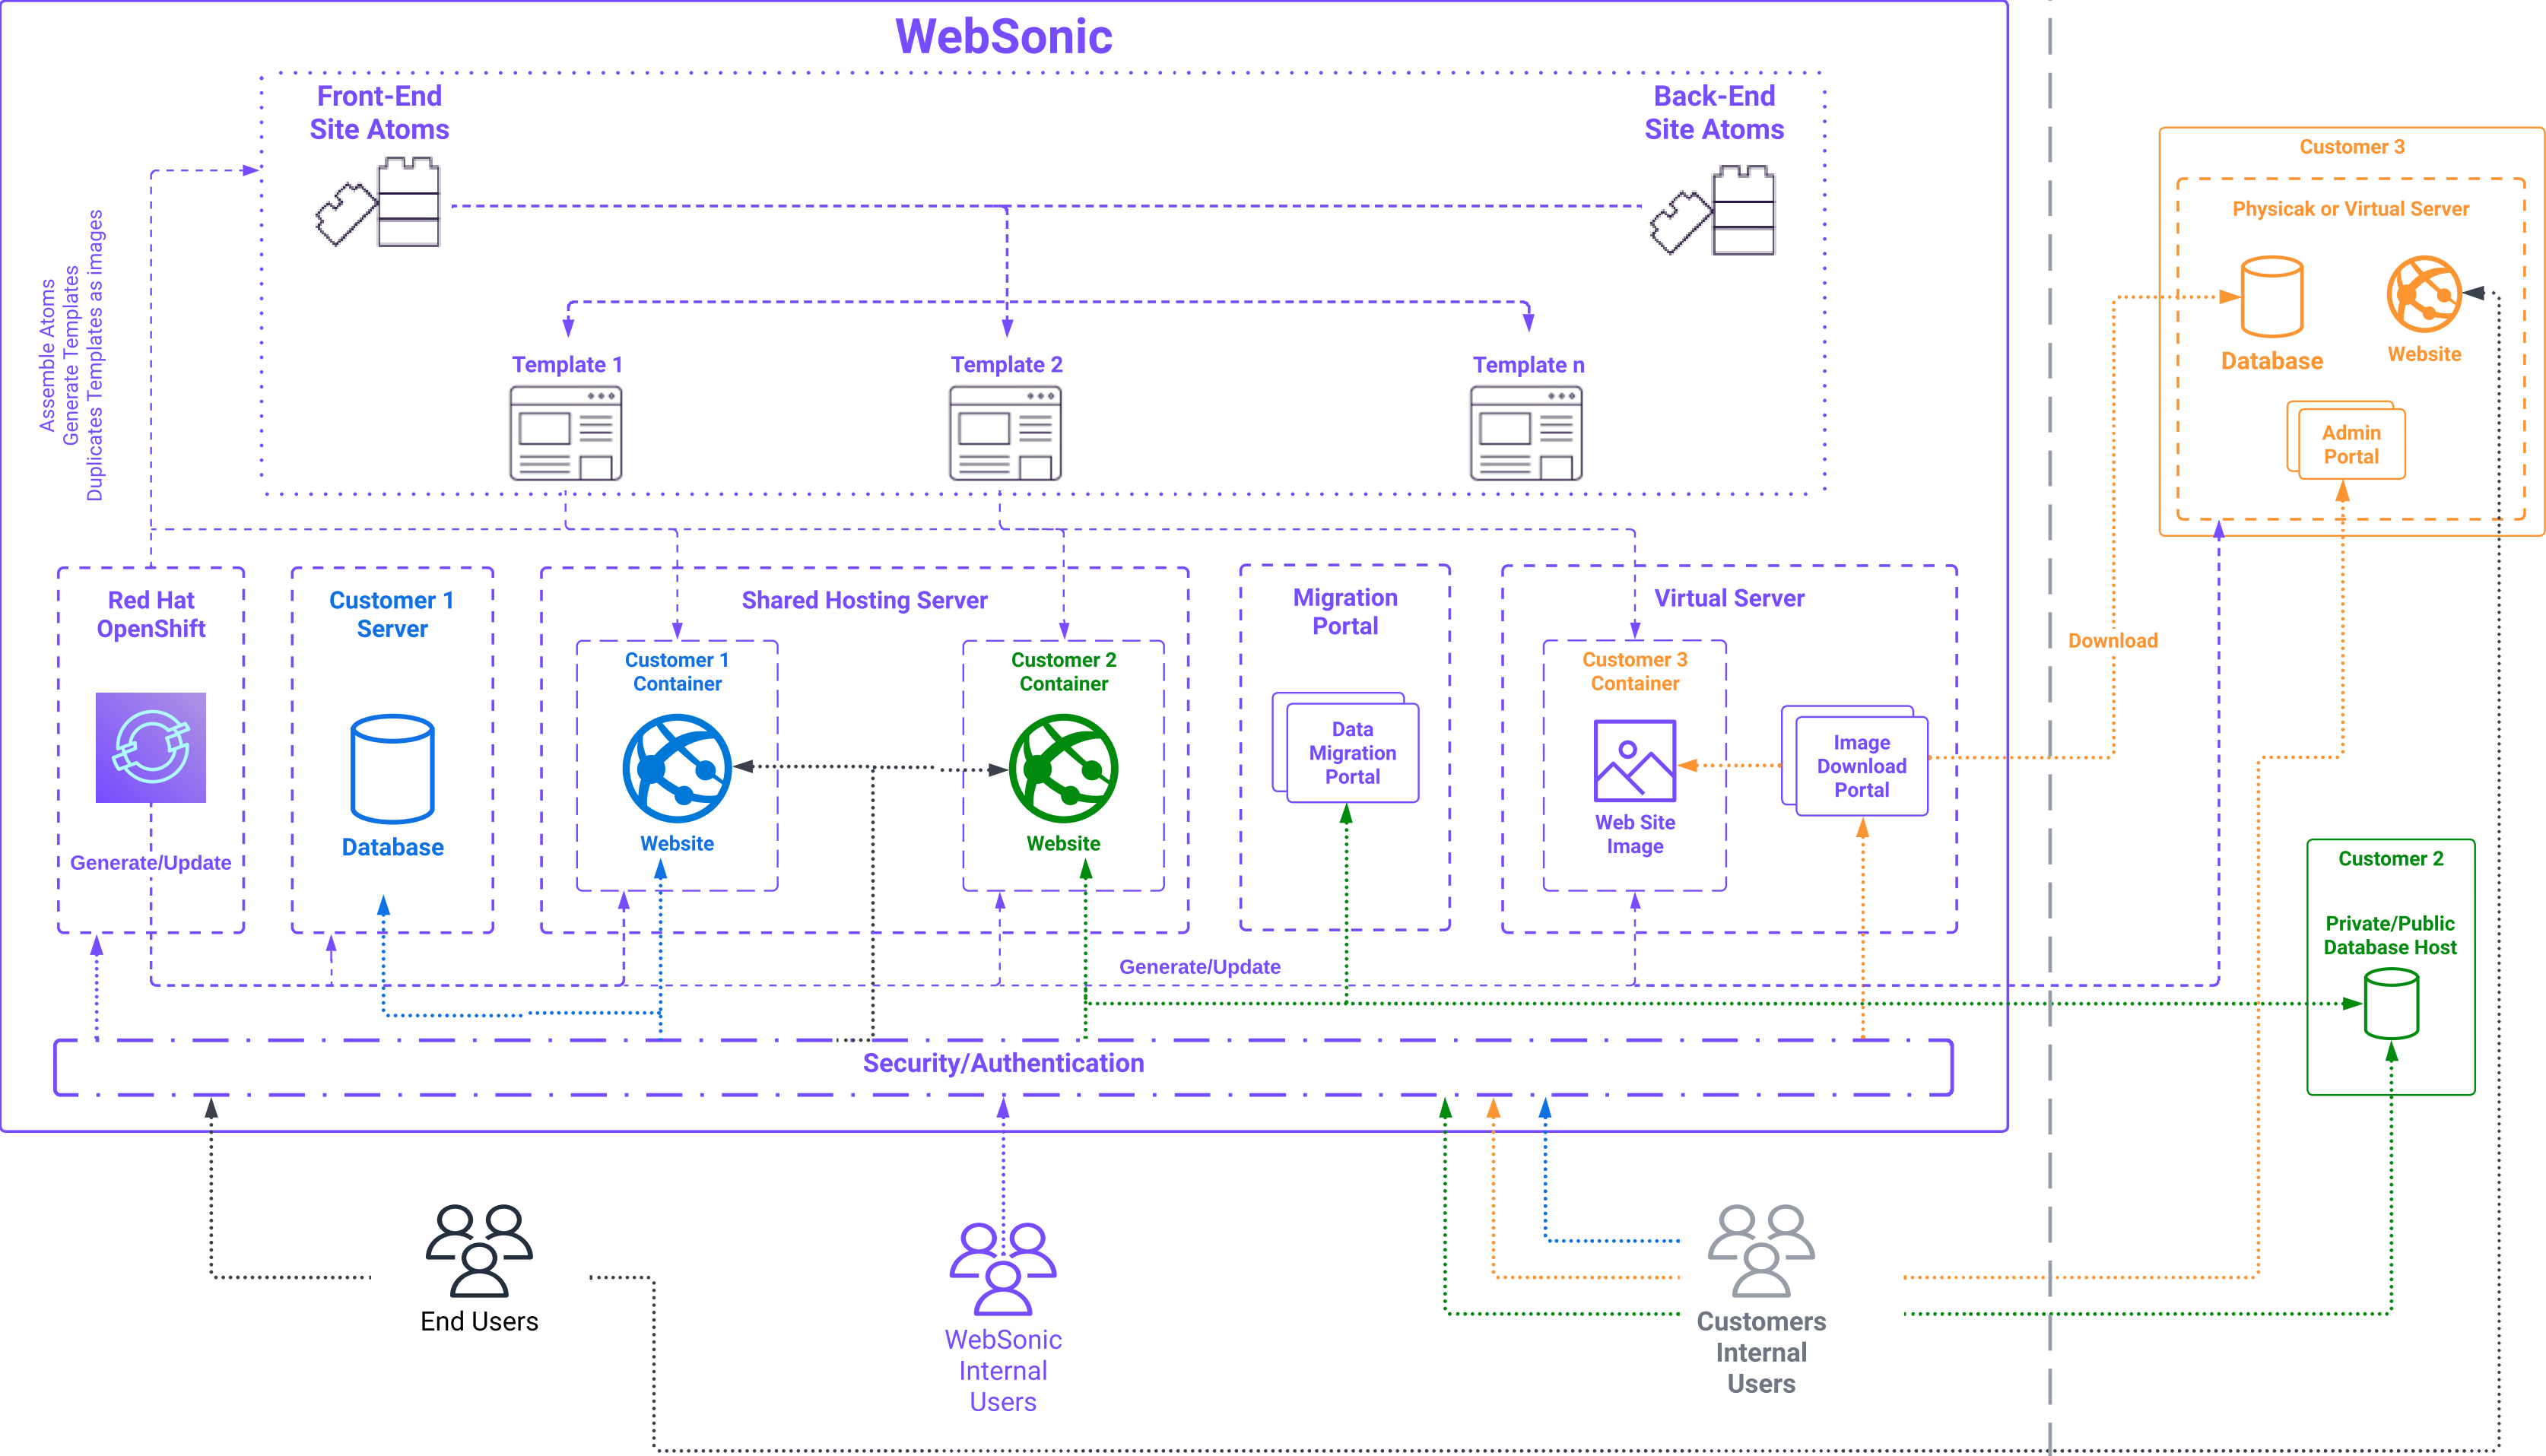 WebSonic
Front-End
Site Atoms
Back-End
Site Atoms
Assemble Atoms
Generate Templates
Duplicates Templates as images
Template 1
Template 2
Template n
Red Hat
OpenShift
Generate/Update
Customer 1
Server
Database
Shared Hosting Server
Customer 1
Container
Website
Customer 2
Container
Website
Migration
Portal
Data
Migration
Portal
Virtual Server
Customer 3
Container
Web Site
Image
Image
Download
Portal
Generate/Update
Security/Authentication
End Users
WebSonic
Internal
Users
Customers
Internal
Users
Download
Customer 3
Physicak or Virtual Server
Database
Website
Admin
Portal
Customer 2
Private/Public
Database Host